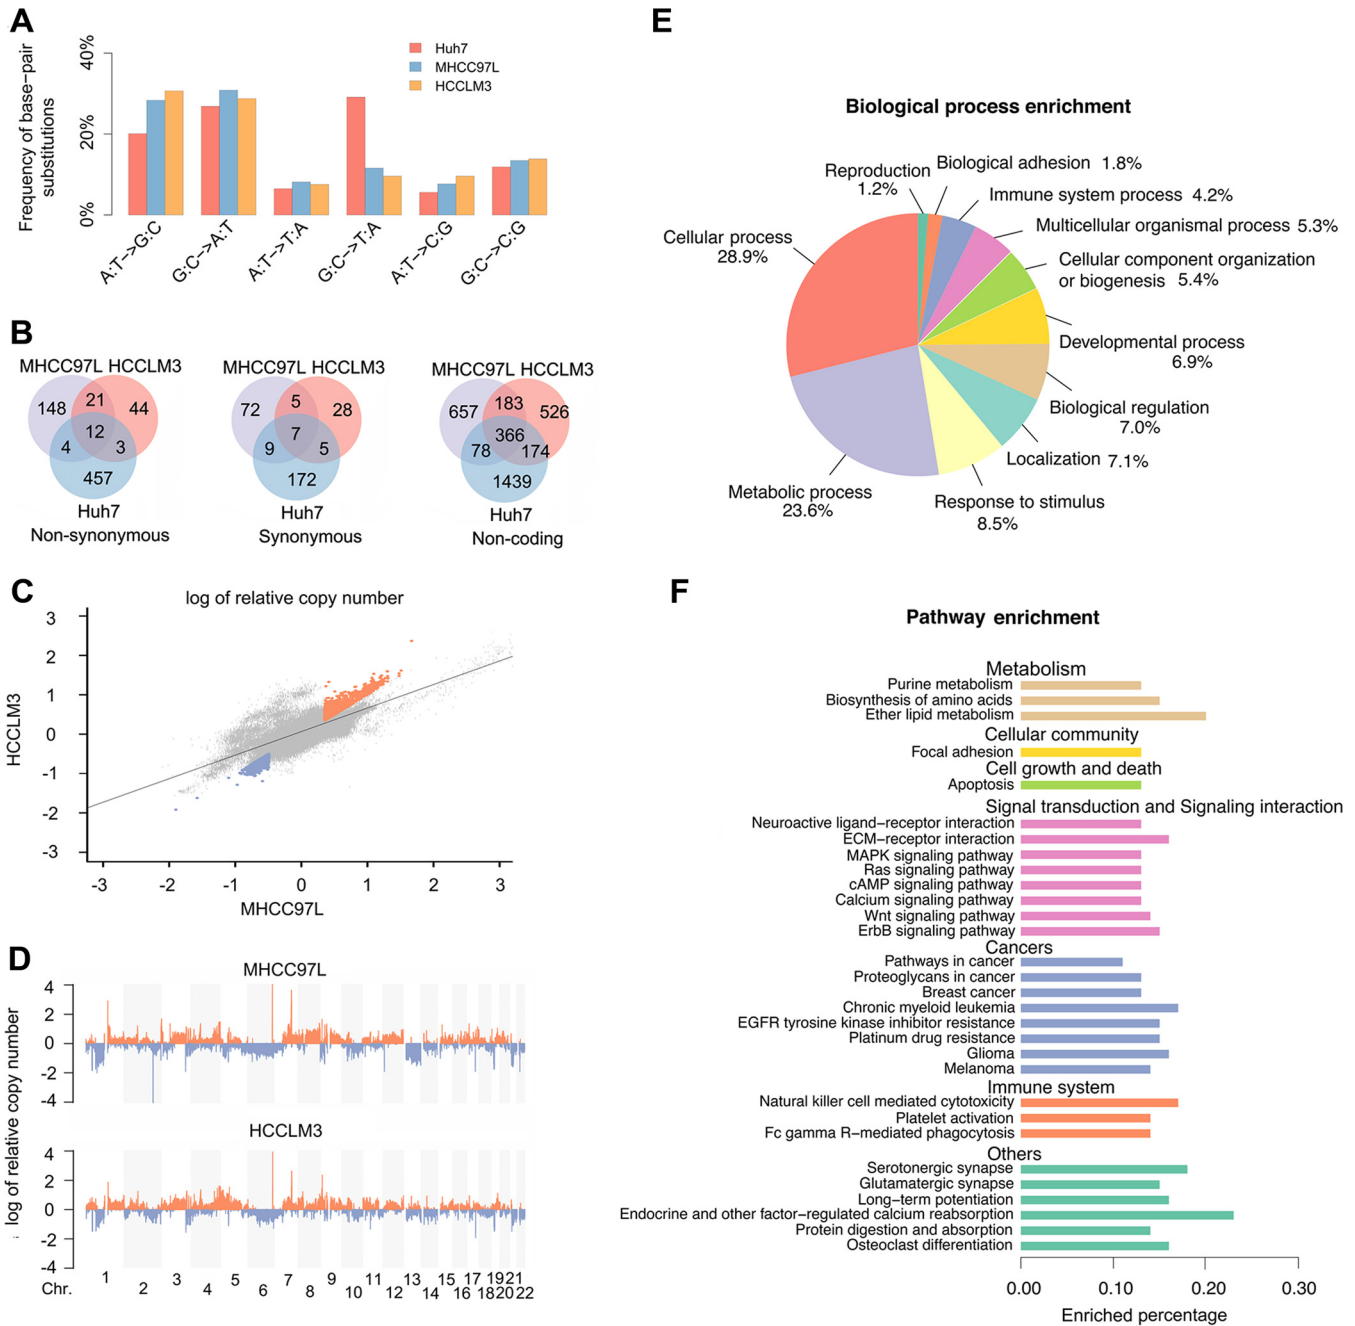 A
Frequency of base-pair
substitutions
40%
20%
0%
Huh7
MHCC97L
HCCLM3
A:T->G:C
G:C->A:T
A:T->T:A
G:C->T:A
A:T->C:G
G:C->C:G
B
MHCC97L HCCLM3
148 21 44
12
4 3
457
Huh7
Non-synonymous
MHCC97L HCCLM3
72 5 28
7
9 5
172
Huh7
Synonymous
MHCC97L HCCLM3
657 183 526
366
78 174
1439
Huh7
Non-coding
C
log of relative copy number
HCCLM3
3
2
1
0
-1
-2
-3
-3 -2 -1 0 1 2 3
MHCC97L
D
log of relative copy number
MHCC97L
4
2
0
-2
-4
HCCLM3
4
2
0
-2
-4
Chr. 1 2 3 4 5 6 7 8 9 10 11 12 13 14 15 16 17 18 19 20 21 22
E
Biological process enrichment
Reproduction
1.2%
Biological adhesion 1.8%
Immune system process 4.2%
Multicellular organismal process 5.3%
Cellular component organization
or biogenesis 5.4%
Developmental process
6.9%
Biological regulation
7.0%
Localization 7.1%
Response to stimulus
8.5%
Metabolic process
23.6%
Cellular process
28.9%
F
Pathway enrichment
Metabolism
Purine metabolism
Biosynthesis of amino acids
Ether lipid metabolism
Cellular community
Focal adhesion
Cell growth and death
Apoptosis
Signal transduction and Signaling interaction
Neuroactive ligand-receptor interaction
ECM-receptor interaction
MAPK signaling pathway
Ras signaling pathway
cAMP signaling pathway
Calcium signaling pathway
Wnt signaling pathway
ErbB signaling pathway
Cancers
Pathways in cancer
Proteoglycans in cancer
Breast cancer
Chronic myeloid leukemia
EGFR tyrosine kinase inhibitor resistance
Platinum drug resistance
Glioma
Melanoma
Immune system
Natural killer cell mediated cytotoxicity
Platelet activation
Fc gamma R-mediated phagocytosis
Others
Serotonergic synapse
Glutamatergic synapse
Long-term potentiation
Endocrine and other factor-regulated calcium reabsorption
Protein digestion and absorption
Osteoclast differentiation
0.00 0.10 0.20 0.30
Enriched percentage